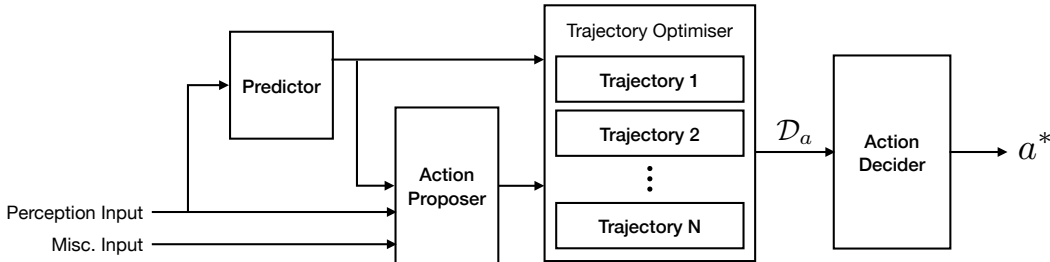 Trajectory Optimiser
Predictor
Trajectory 1
Trajectory 2
⋮
Trajectory N
Action
Proposer
Perception Input
Misc. Input
𝒟ₐ
Action
Decider
a*